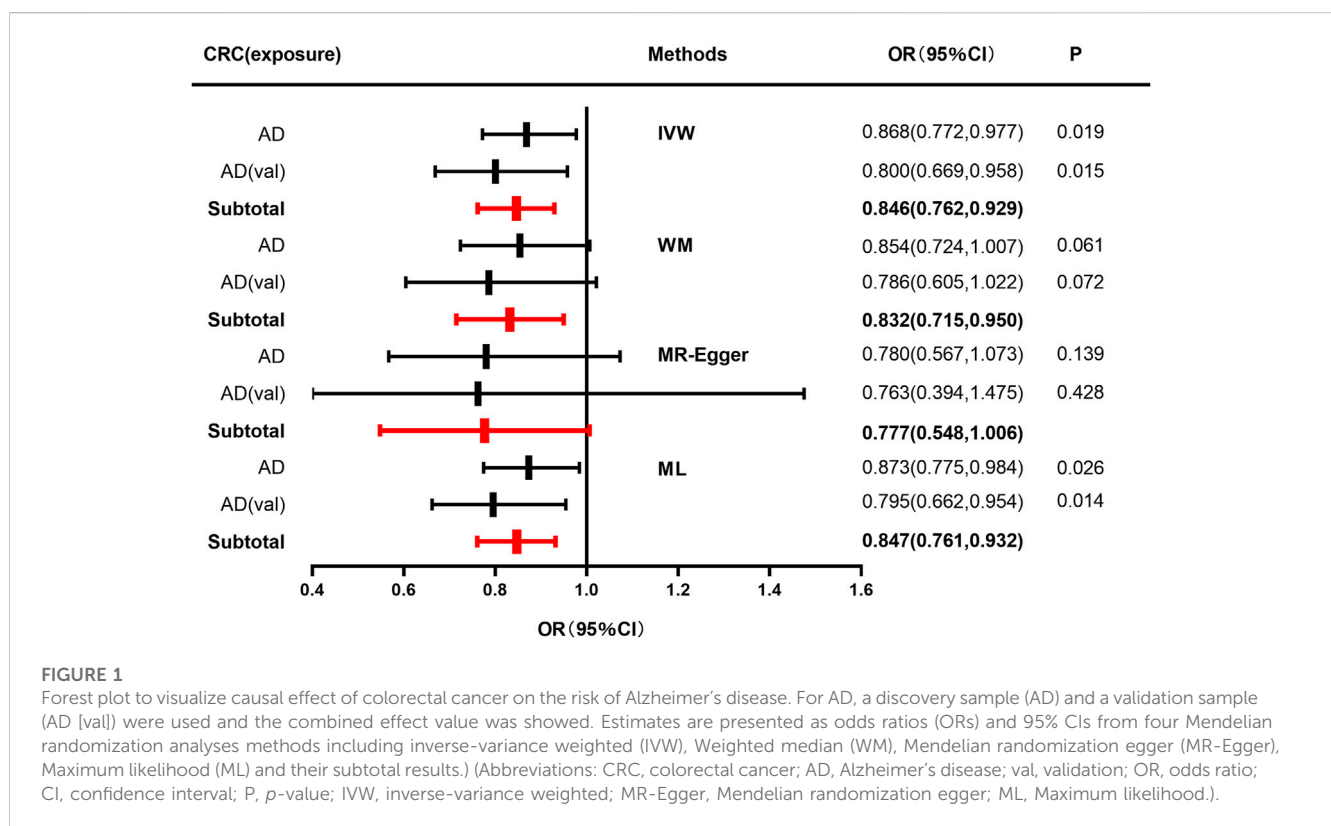 CRC(exposure) Methods OR(95%CI) P
AD IVW 0.868(0.772,0.977) 0.019
AD(val) 0.800(0.669,0.958) 0.015
Subtotal 0.846(0.762,0.929)
AD WM 0.854(0.724,1.007) 0.061
AD(val) 0.786(0.605,1.022) 0.072
Subtotal 0.832(0.715,0.950)
AD MR-Egger 0.780(0.567,1.073) 0.139
AD(val) 0.763(0.394,1.475) 0.428
Subtotal 0.777(0.548,1.006)
AD ML 0.873(0.775,0.984) 0.026
AD(val) 0.795(0.662,0.954) 0.014
Subtotal 0.847(0.761,0.932)
0.4 0.6 0.8 1.0 1.2 1.4 1.6
OR(95%CI)
FIGURE 1
Forest plot to visualize causal effect of colorectal cancer on the risk of Alzheimer's disease. For AD, a discovery sample (AD) and a validation sample
(AD [val]) were used and the combined effect value was showed. Estimates are presented as odds ratios (ORs) and 95% CIs from four Mendelian
randomization analyses methods including inverse-variance weighted (IVW), Weighted median (WM), Mendelian randomization egger (MR-Egger),
Maximum likelihood (ML) and their subtotal results.) (Abbreviations: CRC, colorectal cancer; AD, Alzheimer's disease; val, validation; OR, odds ratio;
CI, confidence interval; P, p-value; IVW, inverse-variance weighted; MR-Egger, Mendelian randomization egger; ML, Maximum likelihood.).